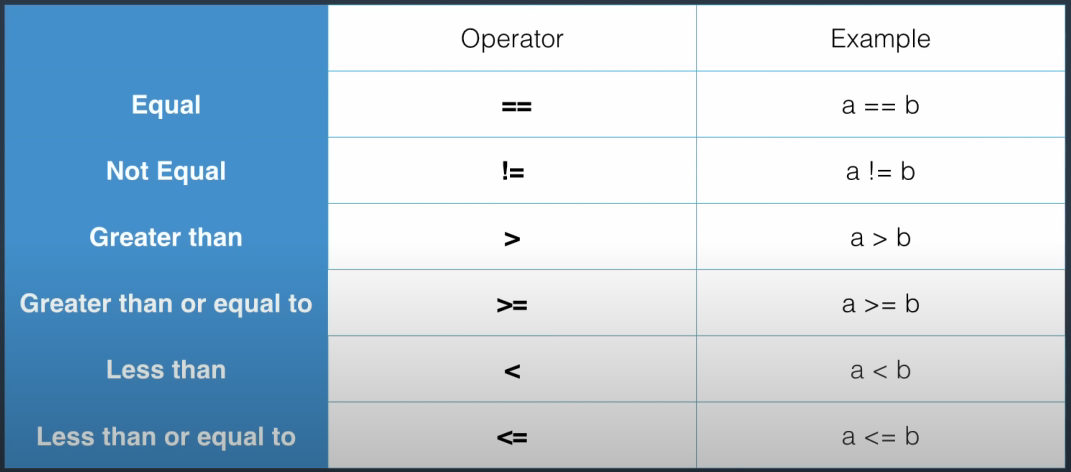 Operator Example
Equal == a == b
Not Equal != a != b
Greater than > a > b
Greater than or equal to >= a >= b
Less than < a < b
Less than or equal to <= a <= b